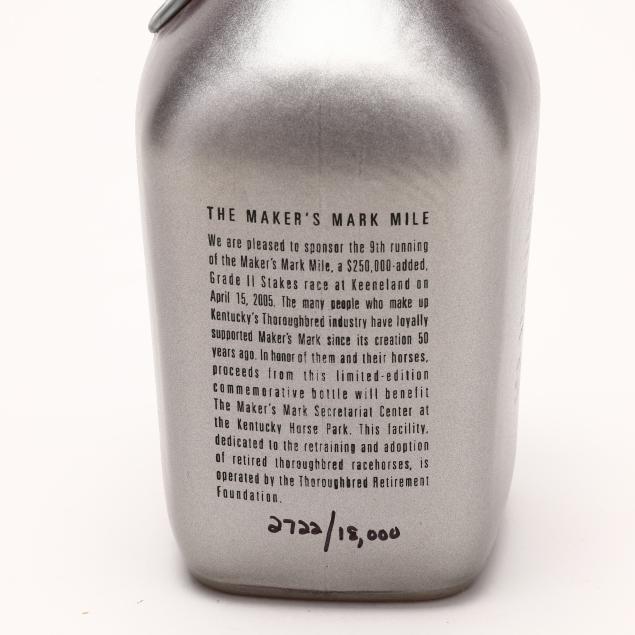 THE MAKER'S MARK MILE
We are pleased to sponsor the 9th running
of the Maker's Mark Mile, a $250,000-added,
Grade II Stakes race at Keeneland on
April 15, 2005. The many people who make up
Kentucky's Thoroughbred industry have loyally
supported Maker's Mark since its creation 50
years ago. In honor of them and their horses,
proceeds from this limited-edition
commemorative bottle will benefit
The Maker's Mark Secretariat Center at
the Kentucky Horse Park. This facility,
dedicated to the retraining and adoption
of retired thoroughbred racehorses, is
operated by the Thoroughbred Retirement
Foundation.
2722/18,000